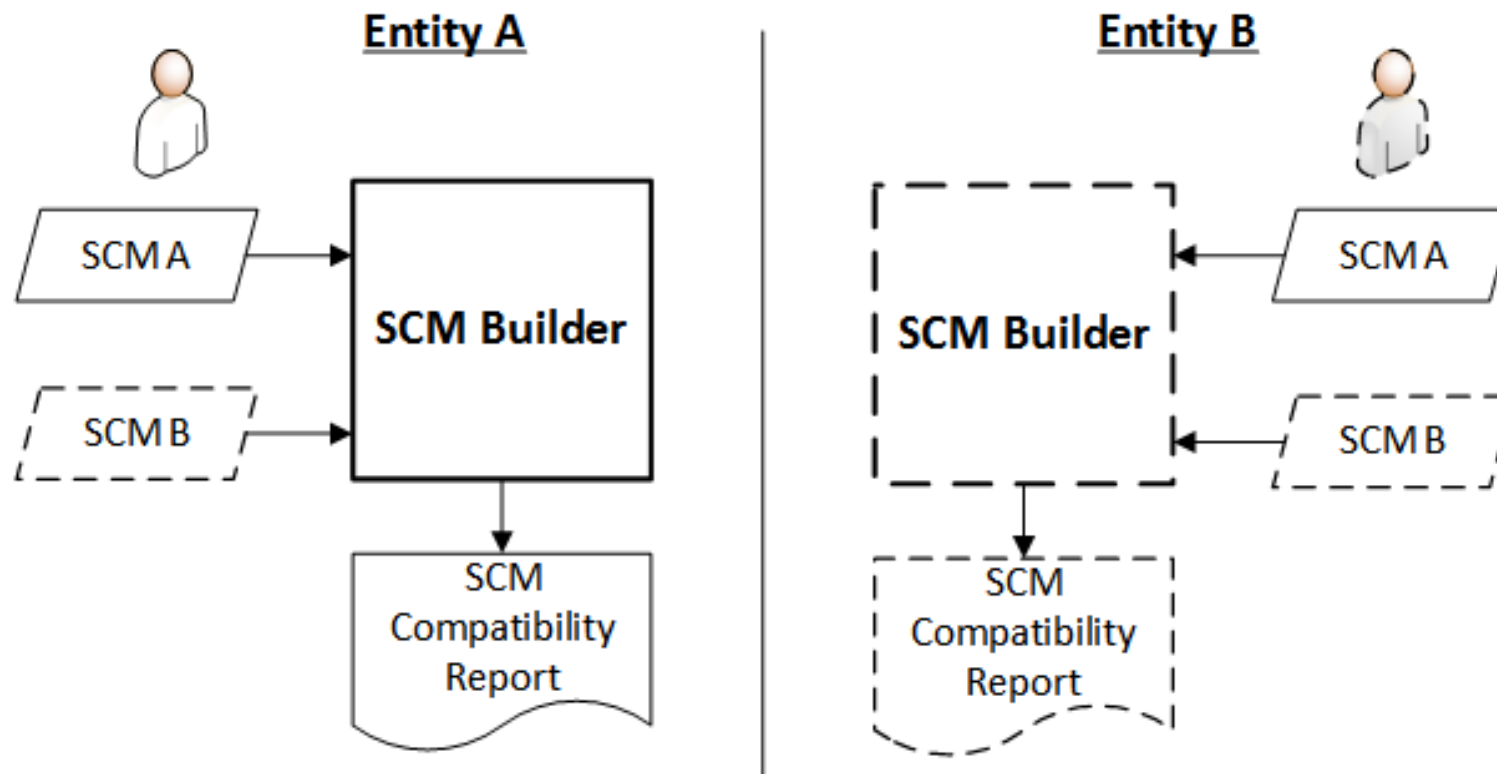 Entity A
SCM A
SCM B
SCM Builder
SCM
Compatibility
Report
Entity B
SCM Builder
SCM A
SCM B
SCM
Compatibility
Report